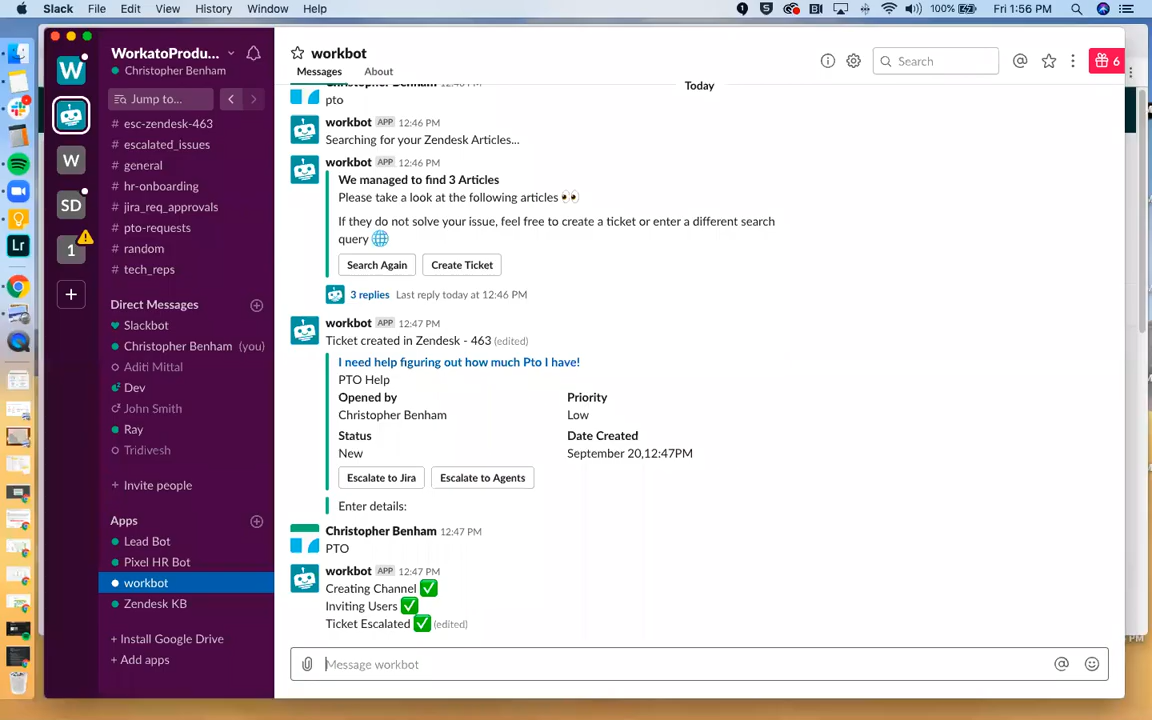 Slack File Edit View History Window Help
100% Fri 1:56 PM
W
W
SD
1
Lr
WorkatoProdu...
Christopher Benham
Jump to...
# esc-zendesk-463
# escalated_issues
# general
# hr-onboarding
# jira_req_approvals
# pto-requests
# random
# tech_reps
Direct Messages
Slackbot
Christopher Benham (you)
Aditi Mittal
Dev
John Smith
Ray
Tridivesh
+ Invite people
Apps
Lead Bot
Pixel HR Bot
workbot
Zendesk KB
+ Install Google Drive
+ Add apps
workbot
Messages About
Search
6
Today
Christopher Benham 12:46 PM
pto
workbot APP 12:46 PM
Searching for your Zendesk Articles...
workbot APP 12:46 PM
We managed to find 3 Articles
Please take a look at the following articles 👀
If they do not solve your issue, feel free to create a ticket or enter a different search
query 🌐
Search Again Create Ticket
3 replies Last reply today at 12:46 PM
workbot APP 12:47 PM
Ticket created in Zendesk - 463 (edited)
I need help figuring out how much Pto I have!
PTO Help
Opened by Priority
Christopher Benham Low
Status Date Created
New September 20,12:47PM
Escalate to Jira Escalate to Agents
Enter details:
Christopher Benham 12:47 PM
PTO
workbot APP 12:47 PM
Creating Channel ✅
Inviting Users ✅
Ticket Escalated ✅ (edited)
Message workbot